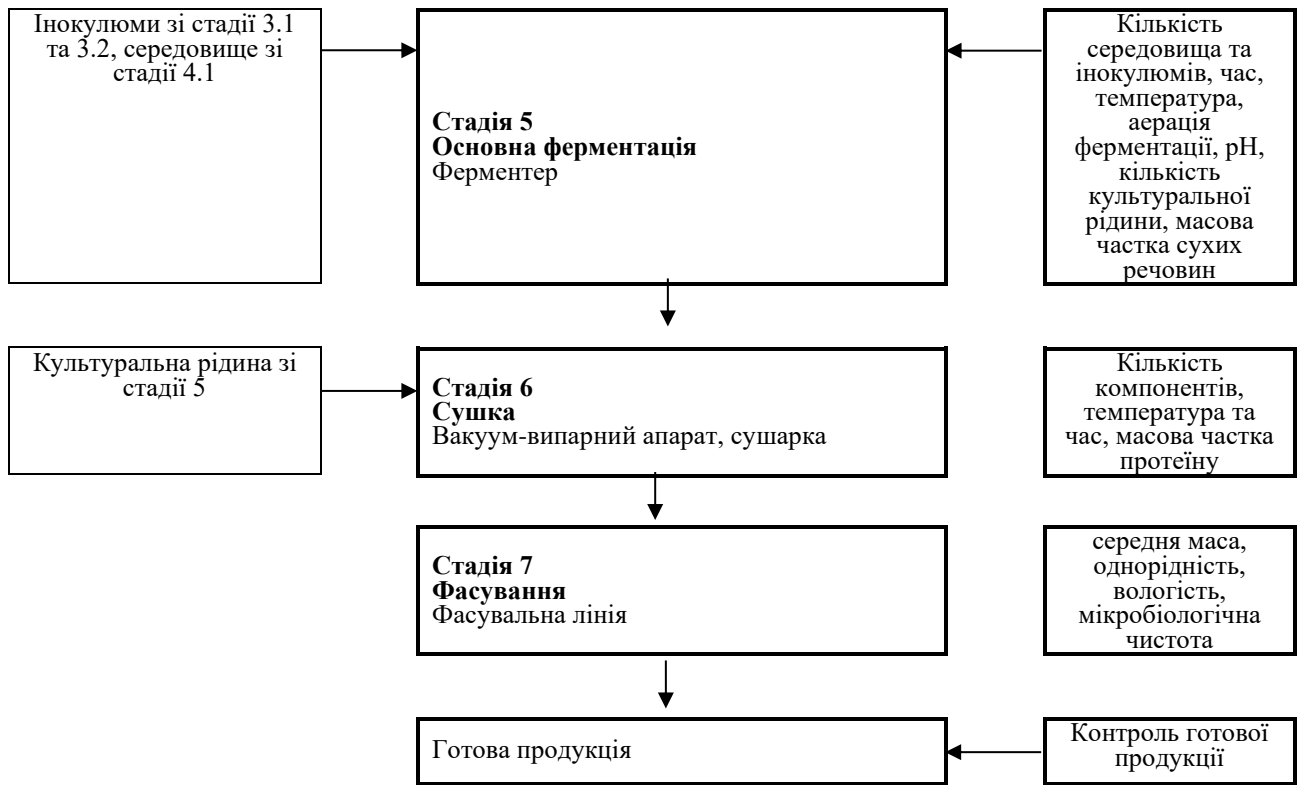 Інокулюми зі стадії 3.1
та 3.2, середовище зі
стадії 4.1
Стадія 5
Основна ферментація
Ферментер
Кількість
середовища та
інокулюмів, час,
температура,
аерація
ферментації, рН,
кількість
культуральної
рідини, масова
частка сухих
речовин
Культуральна рідина зі
стадії 5
Стадія 6
Сушка
Вакуум-випарний апарат, сушарка
Кількість
компонентів,
температура та
час, масова частка
протеїну
Стадія 7
Фасування
Фасувальна лінія
середня маса,
однорідність,
вологість,
мікробіологічна
чистота
Готова продукція
Контроль готової
продукції